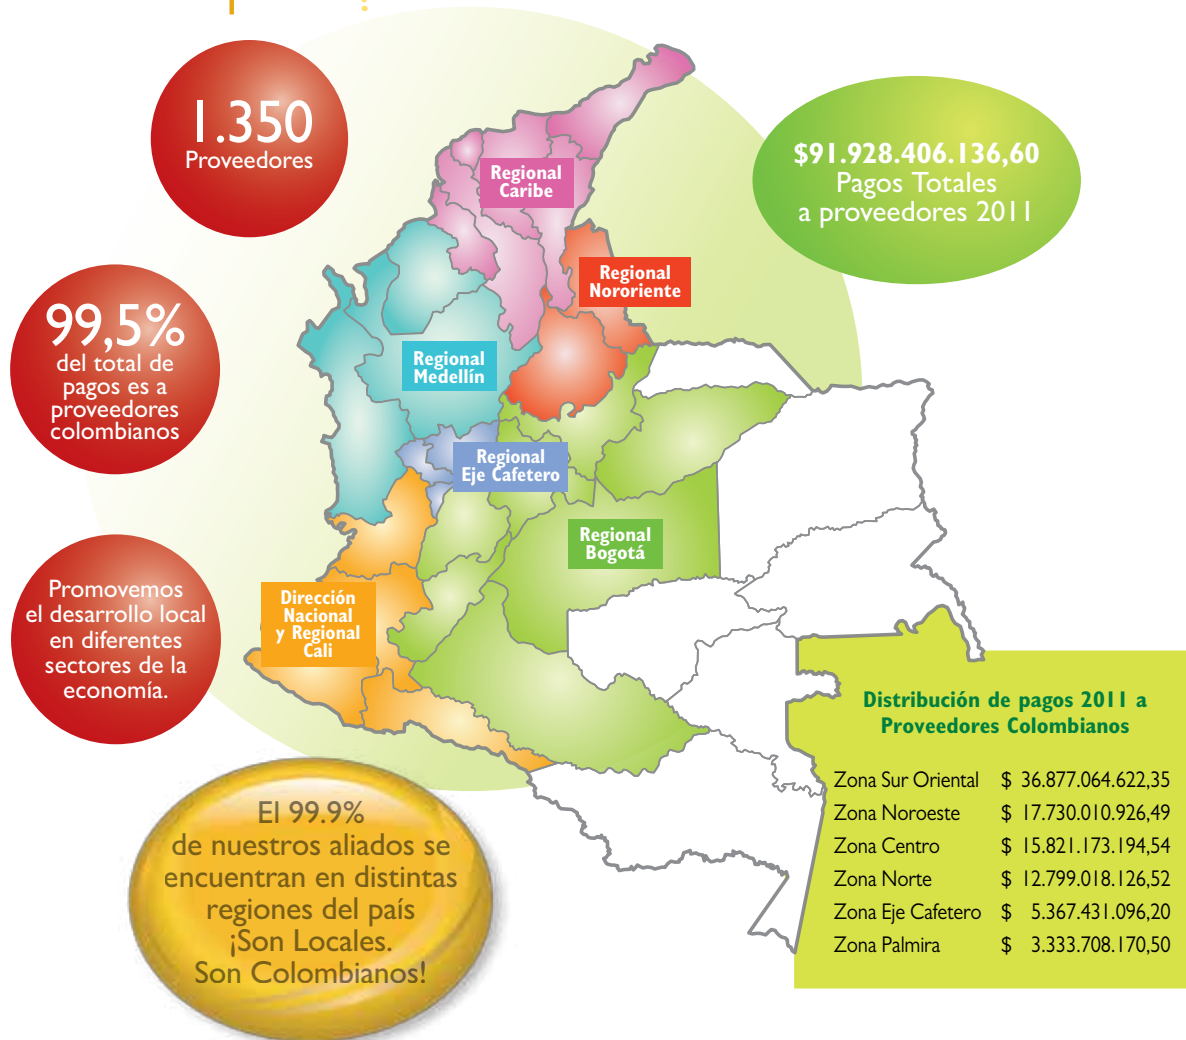 1.350
Proveedores
$91.928.406.136,60
Pagos Totales
a proveedores 2011
Regional
Caribe
Regional
Nororiente
99,5%
del total de
pagos es a
proveedores
colombianos
Regional
Medellín
Regional
Eje Cafetero
Regional
Bogotá
Promovemos
el desarrollo local
en diferentes
sectores de la
economía.
Dirección
Nacional
y Regional
Cali
Distribución de pagos 2011 a
Proveedores Colombianos
Zona Sur Oriental $ 36.877.064.622,35
Zona Noroeste $ 17.730.010.926,49
Zona Centro $ 15.821.173.194,54
Zona Norte $ 12.799.018.126,52
Zona Eje Cafetero $ 5.367.431.096,20
Zona Palmira $ 3.333.708.170,50
El 99.9%
de nuestros aliados se
encuentran en distintas
regiones del país
¡Son Locales.
Son Colombianos!